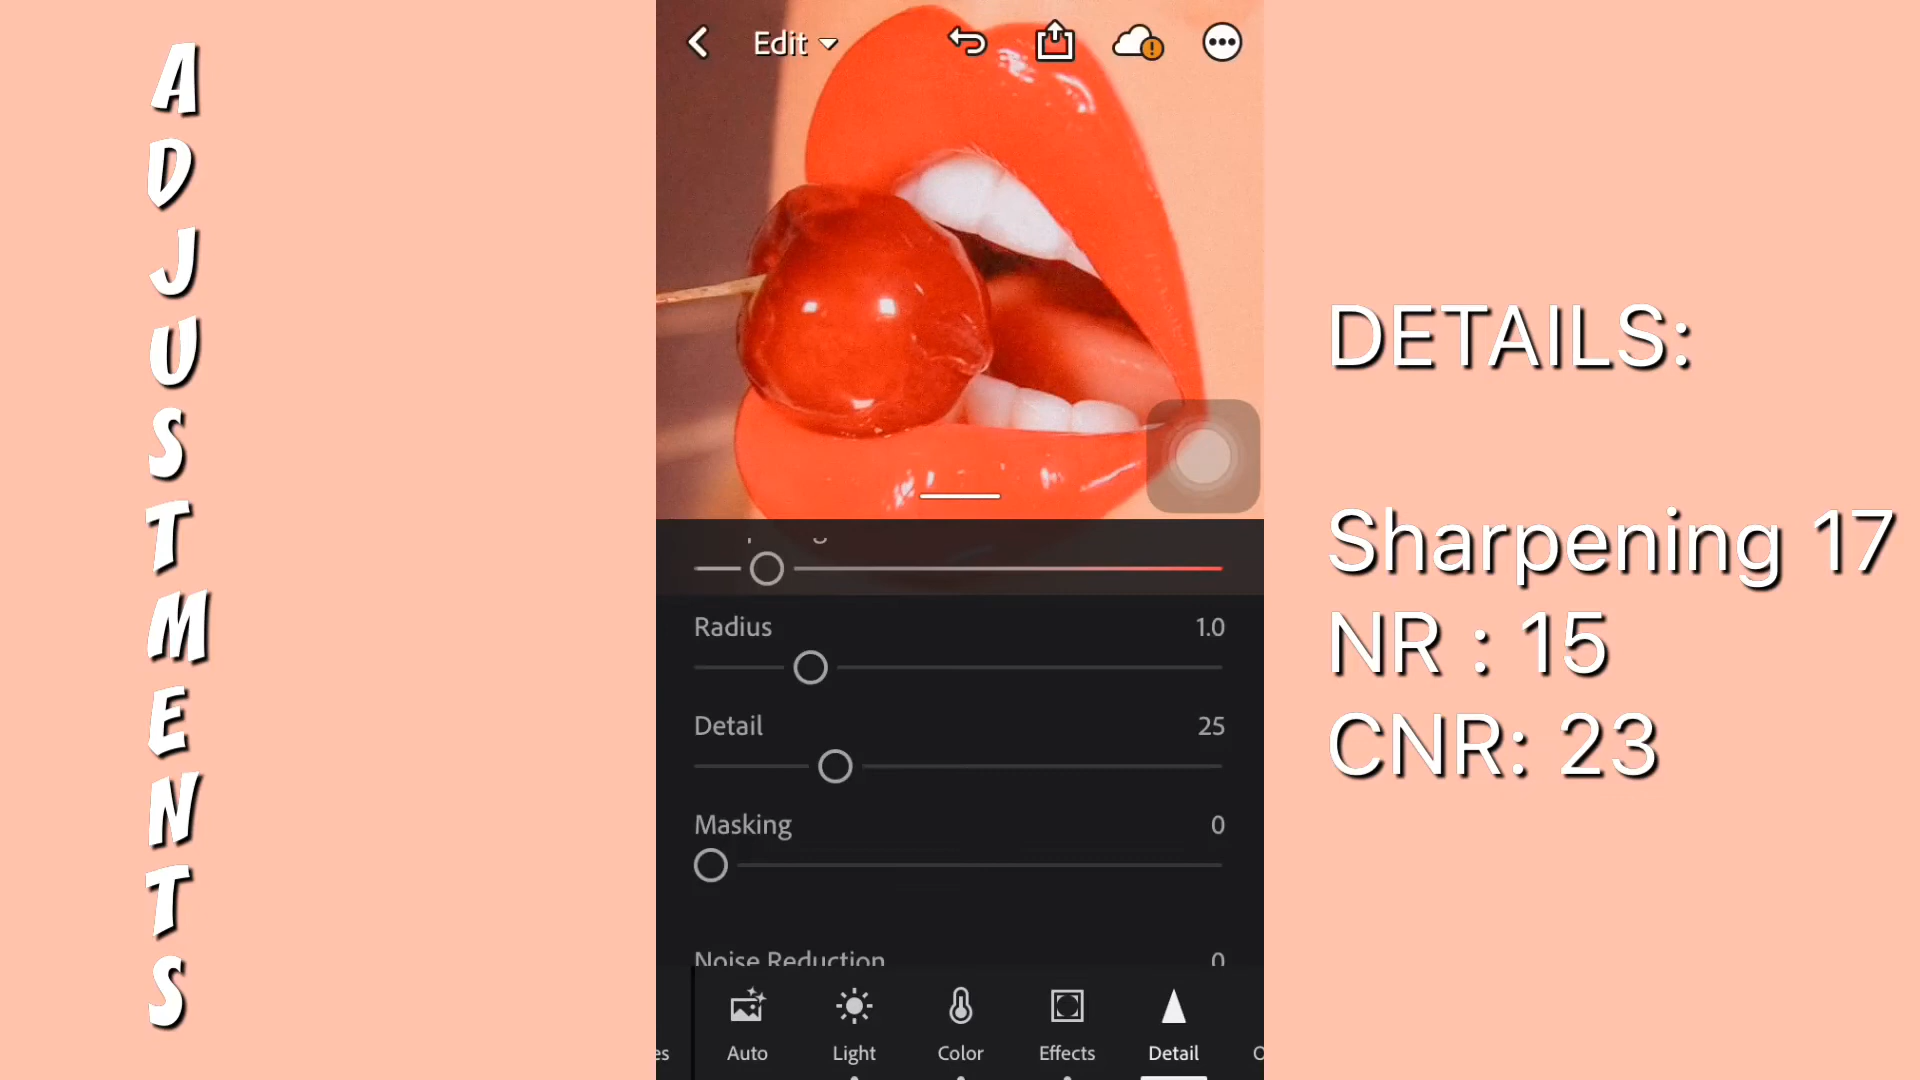 ADJUSTMENTS
Edit
Radius 1.0
Detail 25
Masking 0
Noise Reduction 0
Auto Light Color Effects Detail
DETAILS:
Sharpening 17
NR : 15
CNR: 23